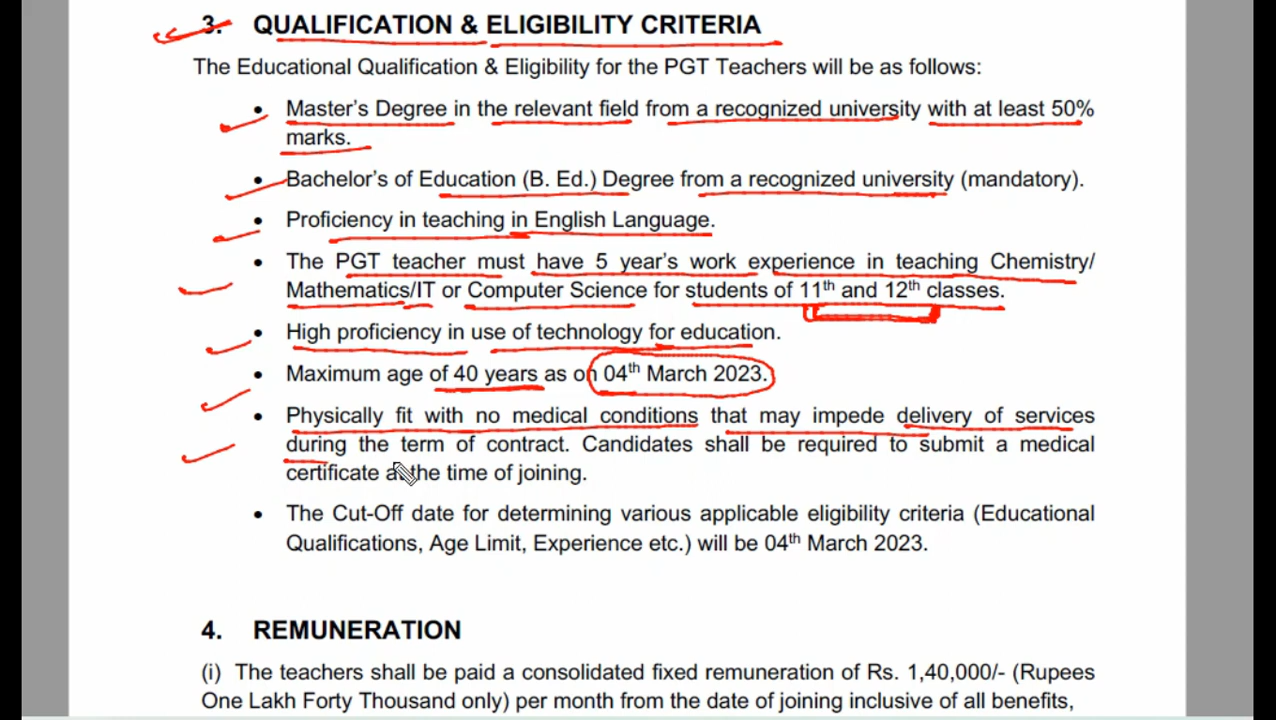 3. QUALIFICATION & ELIGIBILITY CRITERIA
The Educational Qualification & Eligibility for the PGT Teachers will be as follows:
• Master's Degree in the relevant field from a recognized university with at least 50%
marks.
• Bachelor's of Education (B. Ed.) Degree from a recognized university (mandatory).
• Proficiency in teaching in English Language.
• The PGT teacher must have 5 year's work experience in teaching Chemistry/
Mathematics/IT or Computer Science for students of 11th and 12th classes.
• High proficiency in use of technology for education.
• Maximum age of 40 years as on 04th March 2023.
• Physically fit with no medical conditions that may impede delivery of services
during the term of contract. Candidates shall be required to submit a medical
certificate at the time of joining.
• The Cut-Off date for determining various applicable eligibility criteria (Educational
Qualifications, Age Limit, Experience etc.) will be 04th March 2023.
4. REMUNERATION
(i) The teachers shall be paid a consolidated fixed remuneration of Rs. 1,40,000/- (Rupees
One Lakh Forty Thousand only) per month from the date of joining inclusive of all benefits,